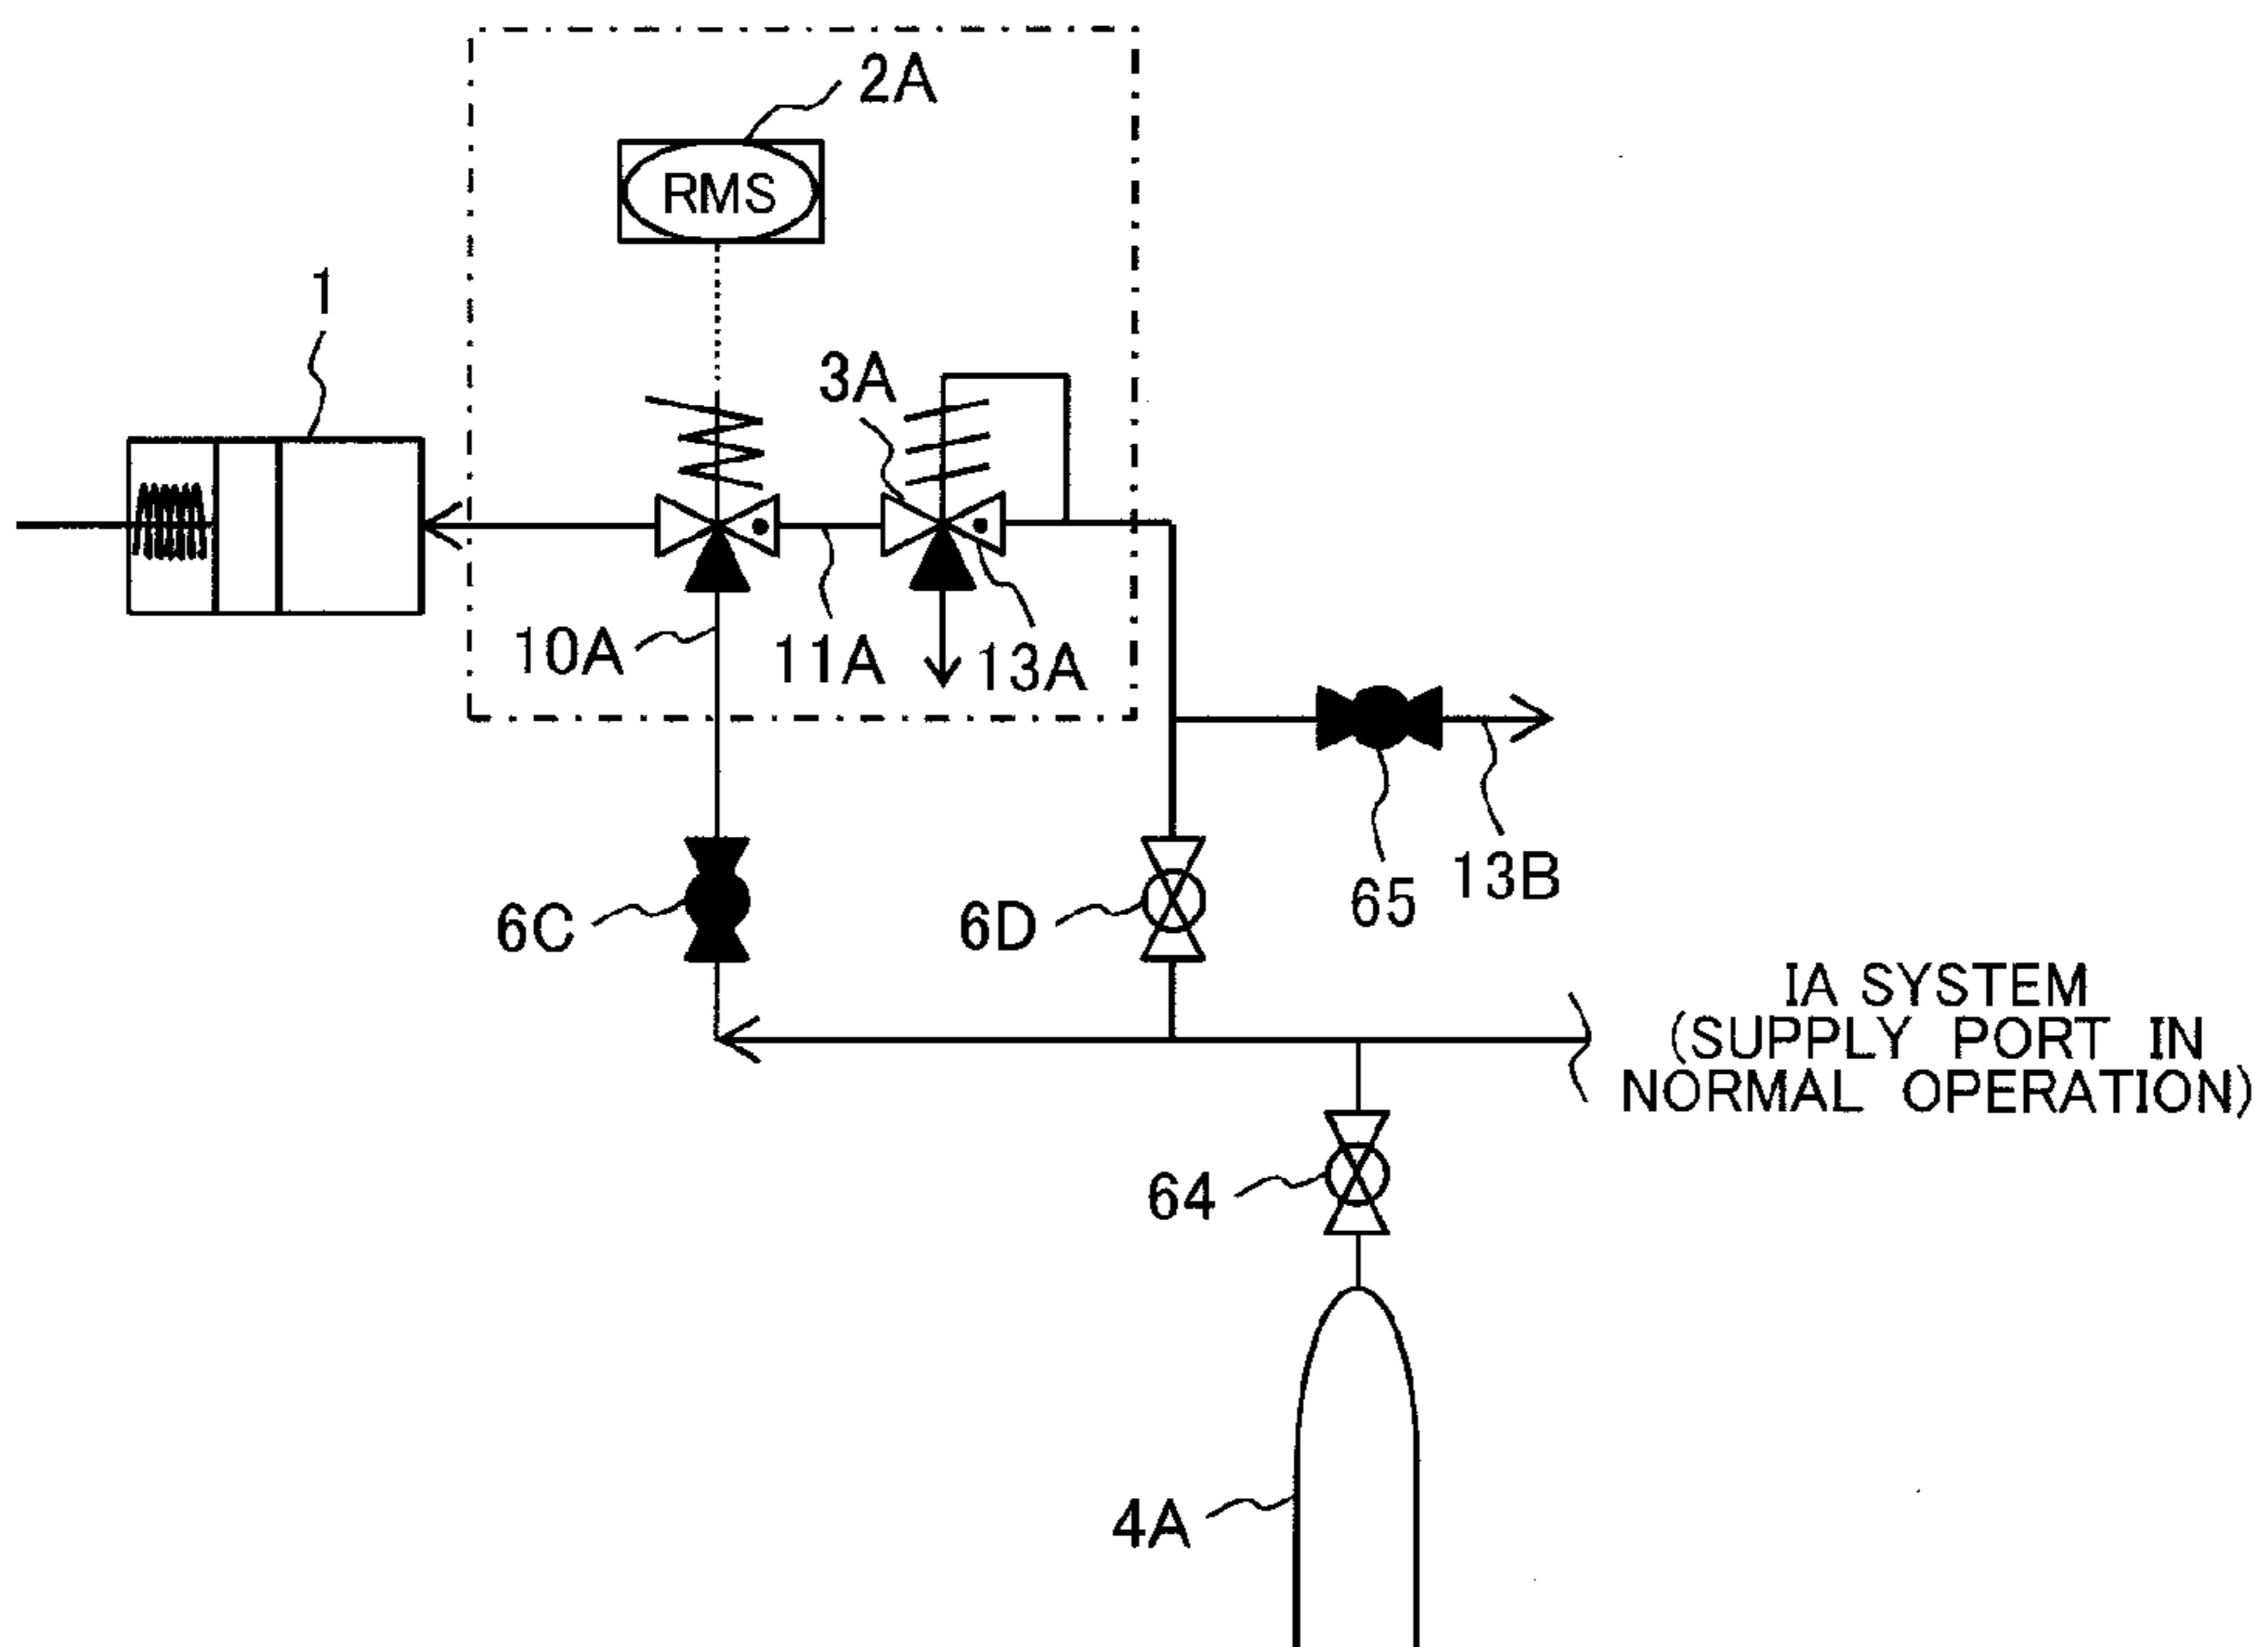 2A
RMS
1
3A
10A
11A
13A
6C
6D
65
13B
IA SYSTEM
(SUPPLY PORT IN
NORMAL OPERATION)
64
4A